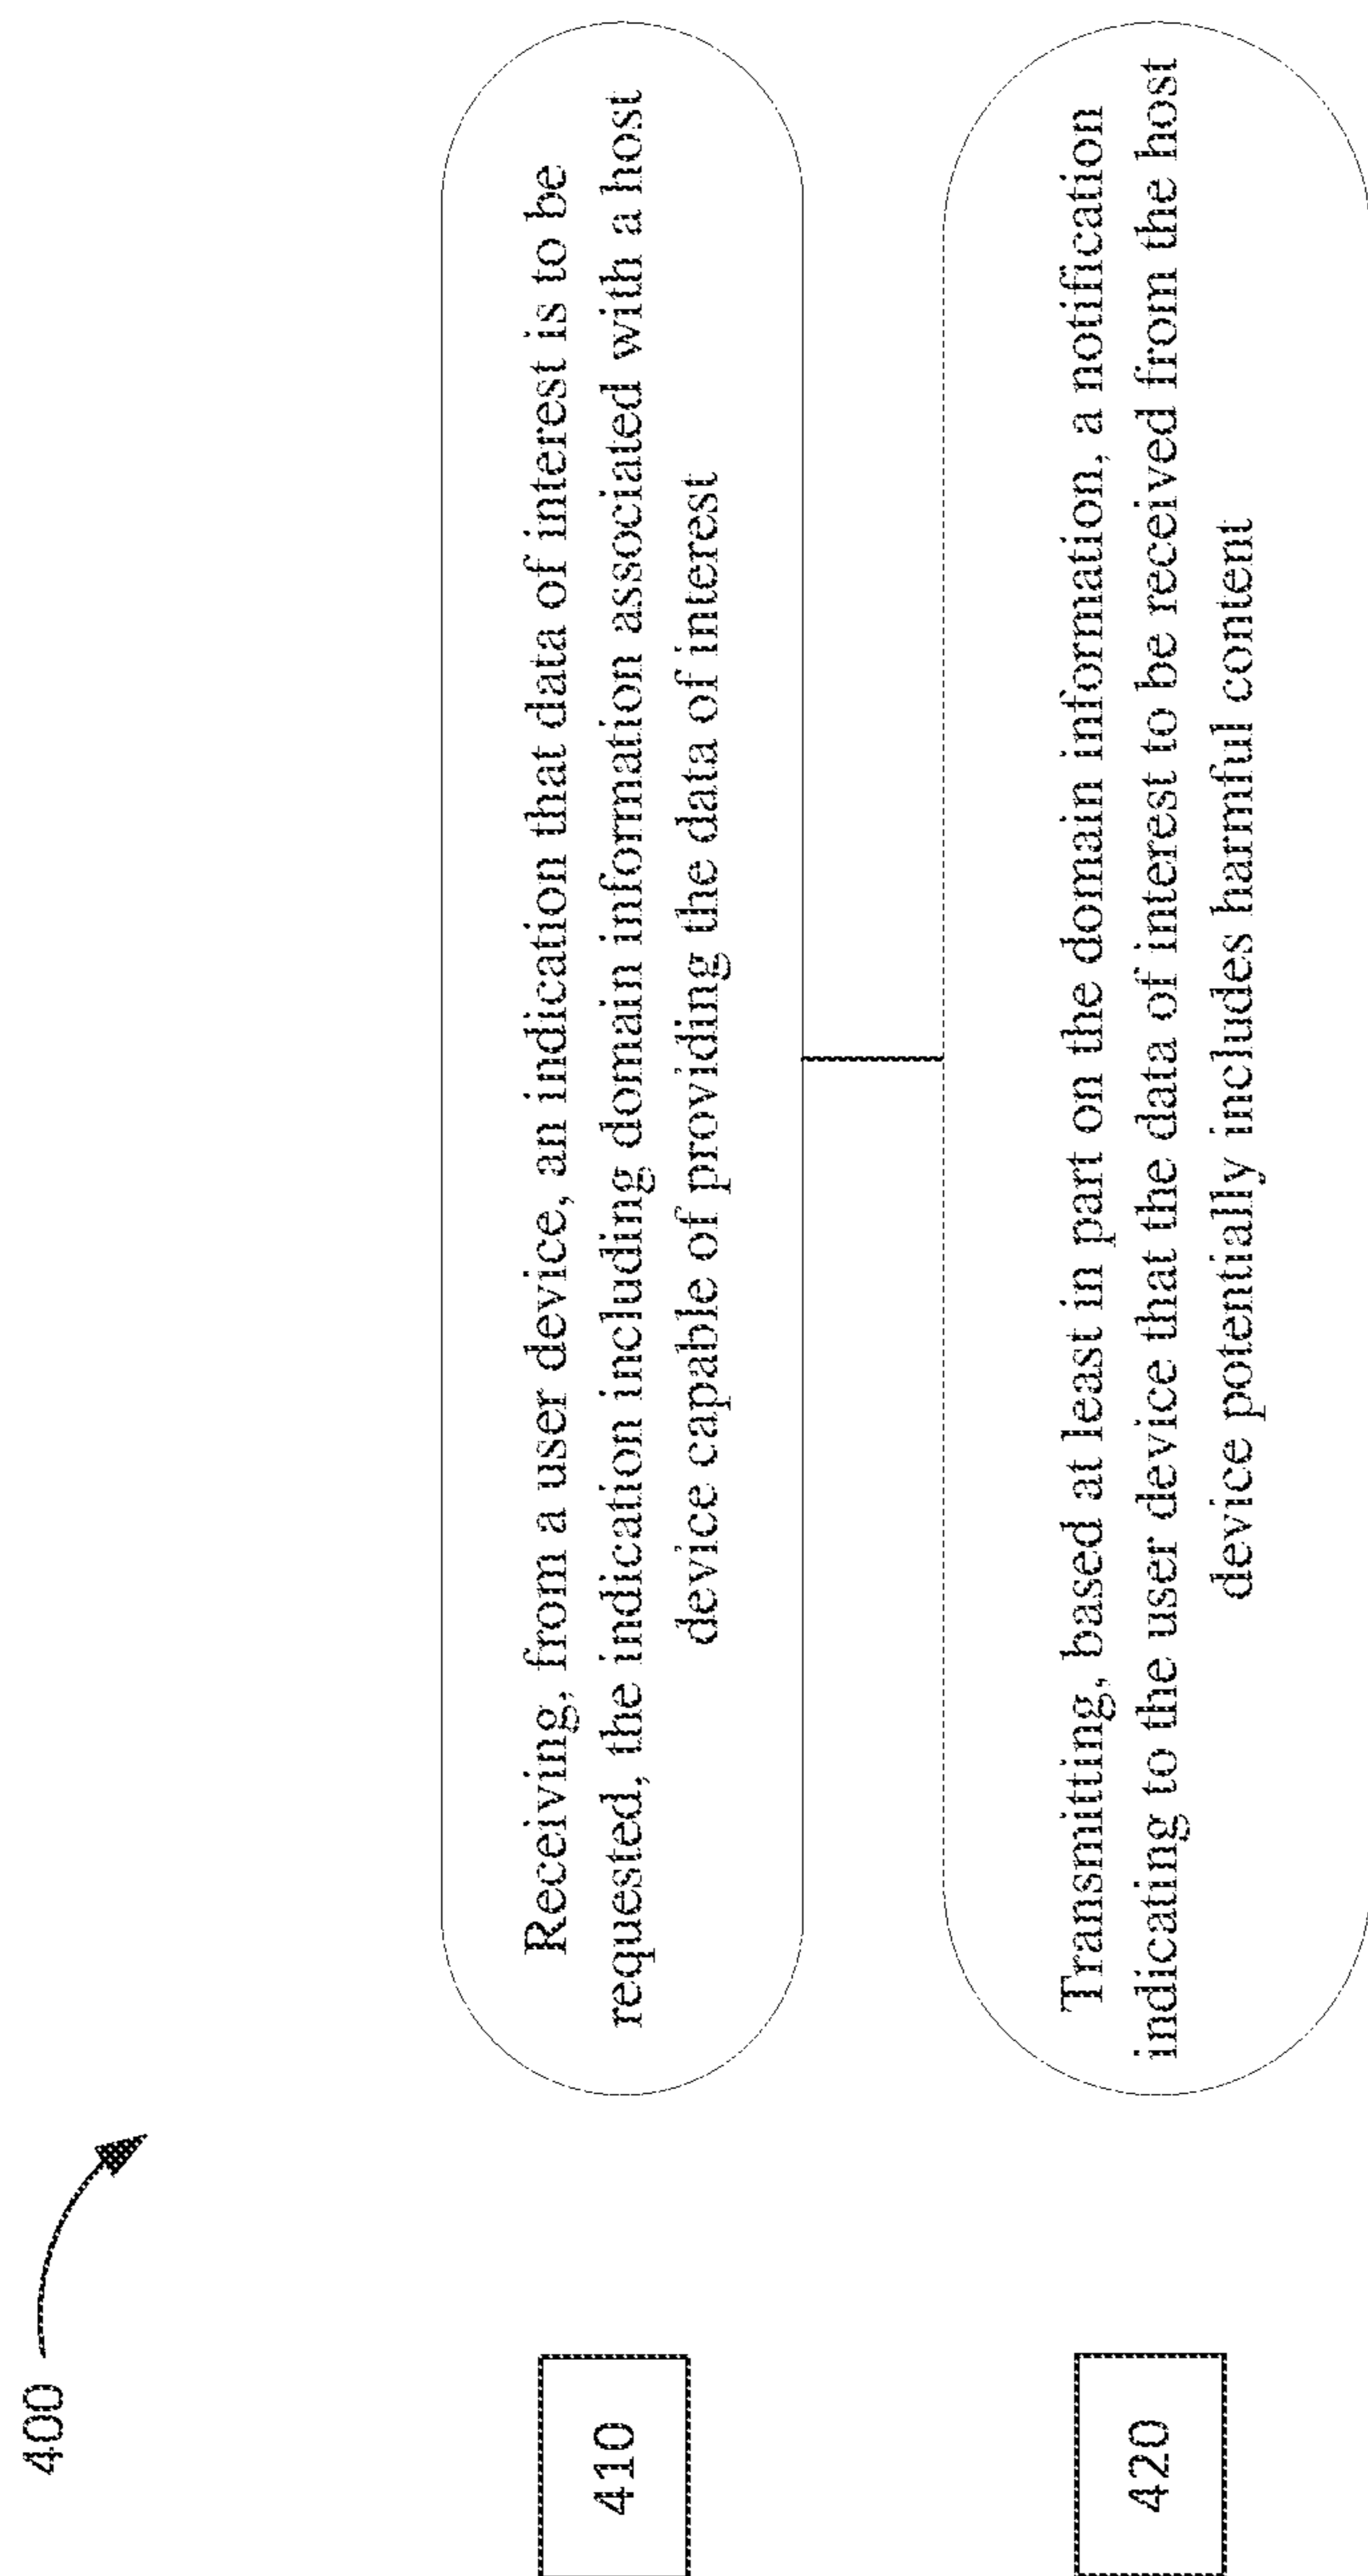 400
410
Receiving, from a user device, an indication that data of interest is to be
requested, the indication including domain information associated with a host
device capable of providing the data of interest
420
Transmitting, based at least in part on the domain information, a notification
indicating to the user device that the data of interest to be received from the host
device potentially includes harmful content